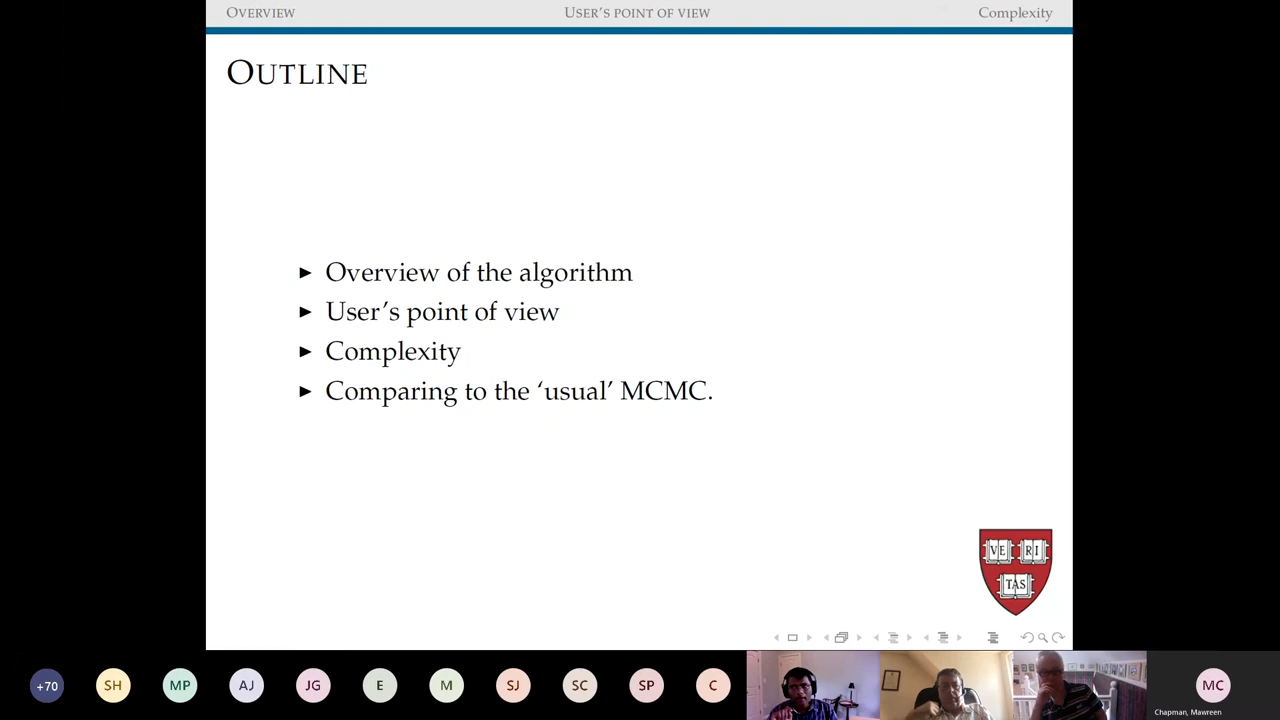 OVERVIEW
USER'S POINT OF VIEW
Complexity
OUTLINE
▶ Overview of the algorithm
▶ User's point of view
▶ Complexity
▶ Comparing to the ‘usual’ MCMC.
VE RI
TAS
+70
SH
MP
AJ
JG
E
M
SJ
SC
SP
C
MC
Chapman, Mawreen